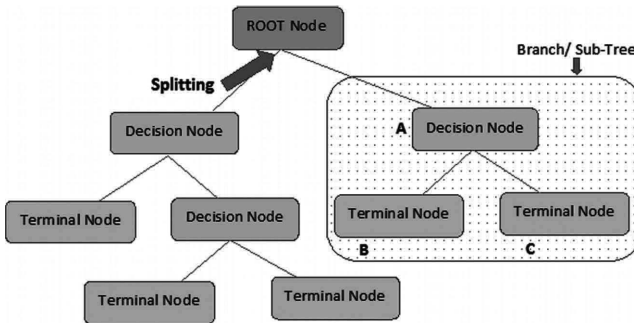 ROOT Node
Branch/ Sub-Tree
Splitting
Decision Node
A
Decision Node
Terminal Node
Decision Node
Terminal Node
Terminal Node
B
C
Terminal Node
Terminal Node